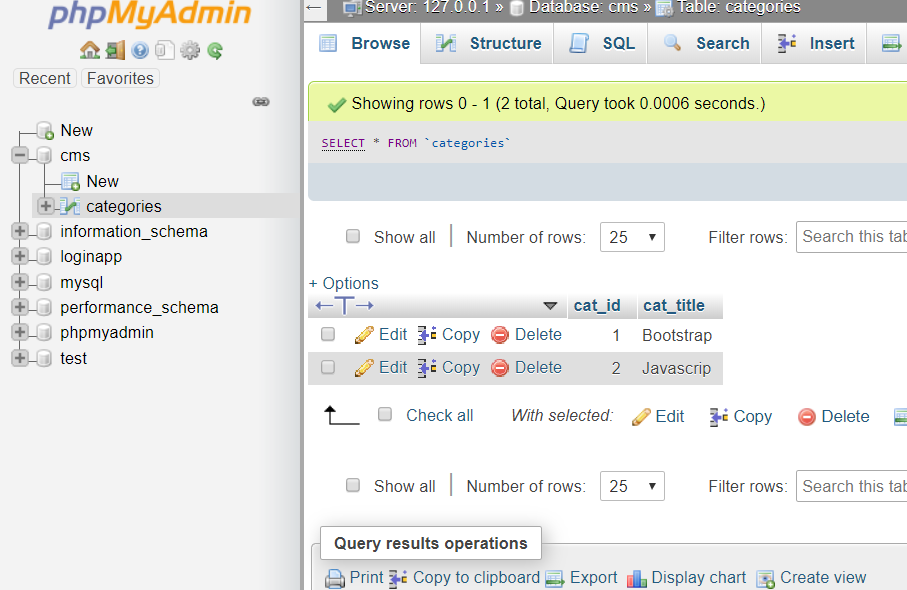 phpMyAdmin
Recent Favorites
New
cms
New
categories
information_schema
loginapp
mysql
performance_schema
phpmyadmin
test
Server: 127.0.0.1 » Database: cms » Table: categories
Browse Structure SQL Search Insert
Showing rows 0 - 1 (2 total, Query took 0.0006 seconds.)
SELECT * FROM `categories`
Show all Number of rows: 25 Filter rows: Search this tab
+ Options
←T→ cat_id cat_title
Edit Copy Delete 1 Bootstrap
Edit Copy Delete 2 Javascrip
Check all With selected: Edit Copy Delete
Show all Number of rows: 25 Filter rows: Search this tab
Query results operations
Print Copy to clipboard Export Display chart Create view